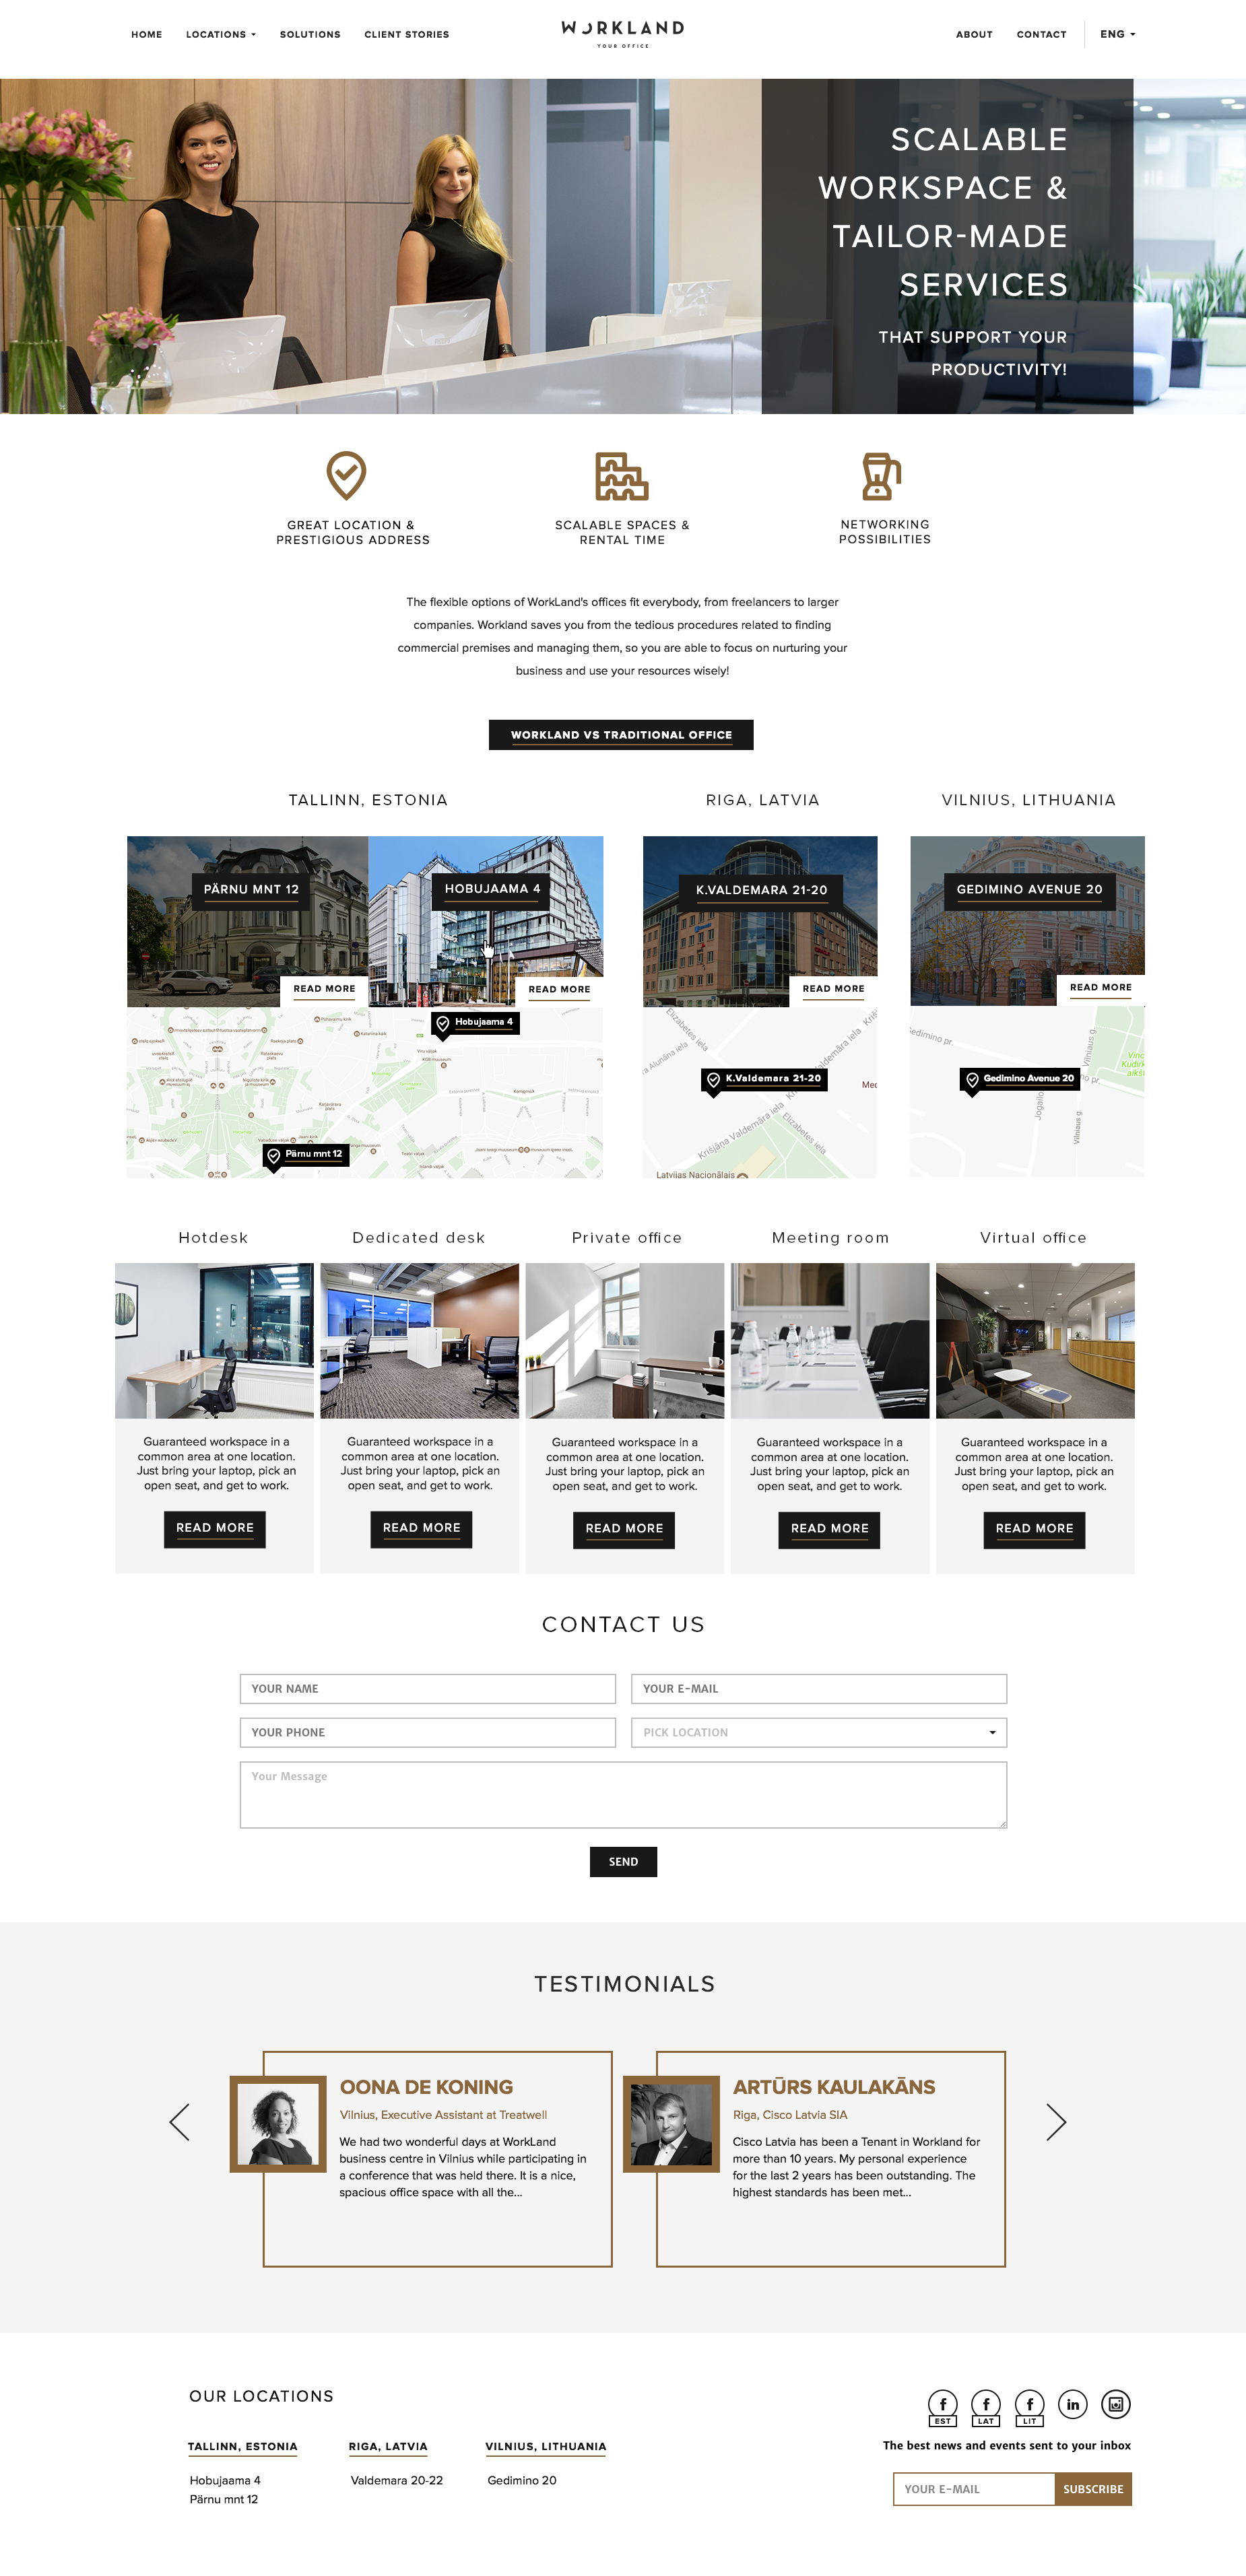 HOME LOCATIONS SOLUTIONS CLIENT STORIES
WORKLAND
YOUR OFFICE
ABOUT CONTACT ENG
SCALABLE
WORKSPACE &
TAILOR-MADE
SERVICES
THAT SUPPORT YOUR
PRODUCTIVITY!
GREAT LOCATION &
PRESTIGIOUS ADDRESS
SCALABLE SPACES &
RENTAL TIME
NETWORKING
POSSIBILITIES
The flexible options of WorkLand's offices fit everybody, from freelancers to larger
companies. Workland saves you from the tedious procedures related to finding
commercial premises and managing them, so you are able to focus on nurturing your
business and use your resources wisely!
WORKLAND VS TRADITIONAL OFFICE
TALLINN, ESTONIA
PÄRNU MNT 12
READ MORE
HOBUJAAMA 4
READ MORE
Hobujaama 4
Pärnu mnt 12
RIGA, LATVIA
K.VALDEMARA 21-20
READ MORE
Elizabetes iela
K.Valdemara 21-20
Krišjāņa Valdemāra iela
Elizabetes iela
Latvijas Nacionālais
VILNIUS, LITHUANIA
GEDIMINO AVENUE 20
READ MORE
Gedimino pr.
Vilniaus g.
Gedimino Avenue 20
Vilniaus g.
Hotdesk
Guaranteed workspace in a
common area at one location.
Just bring your laptop, pick an
open seat, and get to work.
READ MORE
Dedicated desk
Guaranteed workspace in a
common area at one location.
Just bring your laptop, pick an
open seat, and get to work.
READ MORE
Private office
Guaranteed workspace in a
common area at one location.
Just bring your laptop, pick an
open seat, and get to work.
READ MORE
Meeting room
Guaranteed workspace in a
common area at one location.
Just bring your laptop, pick an
open seat, and get to work.
READ MORE
Virtual office
Guaranteed workspace in a
common area at one location.
Just bring your laptop, pick an
open seat, and get to work.
READ MORE
CONTACT US
YOUR NAME
YOUR E-MAIL
YOUR PHONE
PICK LOCATION
Your Message
SEND
TESTIMONIALS
OONA DE KONING
Vilnius, Executive Assistant at Treatwell
We had two wonderful days at WorkLand
business centre in Vilnius while participating in
a conference that was held there. It is a nice,
spacious office space with all the...
ARTŪRS KAULAKĀNS
Riga, Cisco Latvia SIA
Cisco Latvia has been a Tenant in Workland for
more than 10 years. My personal experience
for the last 2 years has been outstanding. The
highest standards has been met...
OUR LOCATIONS
TALLINN, ESTONIA
Hobujaama 4
Pärnu mnt 12
RIGA, LATVIA
Valdemara 20-22
VILNIUS, LITHUANIA
Gedimino 20
EST LAT LIT in
The best news and events sent to your inbox
YOUR E-MAIL SUBSCRIBE